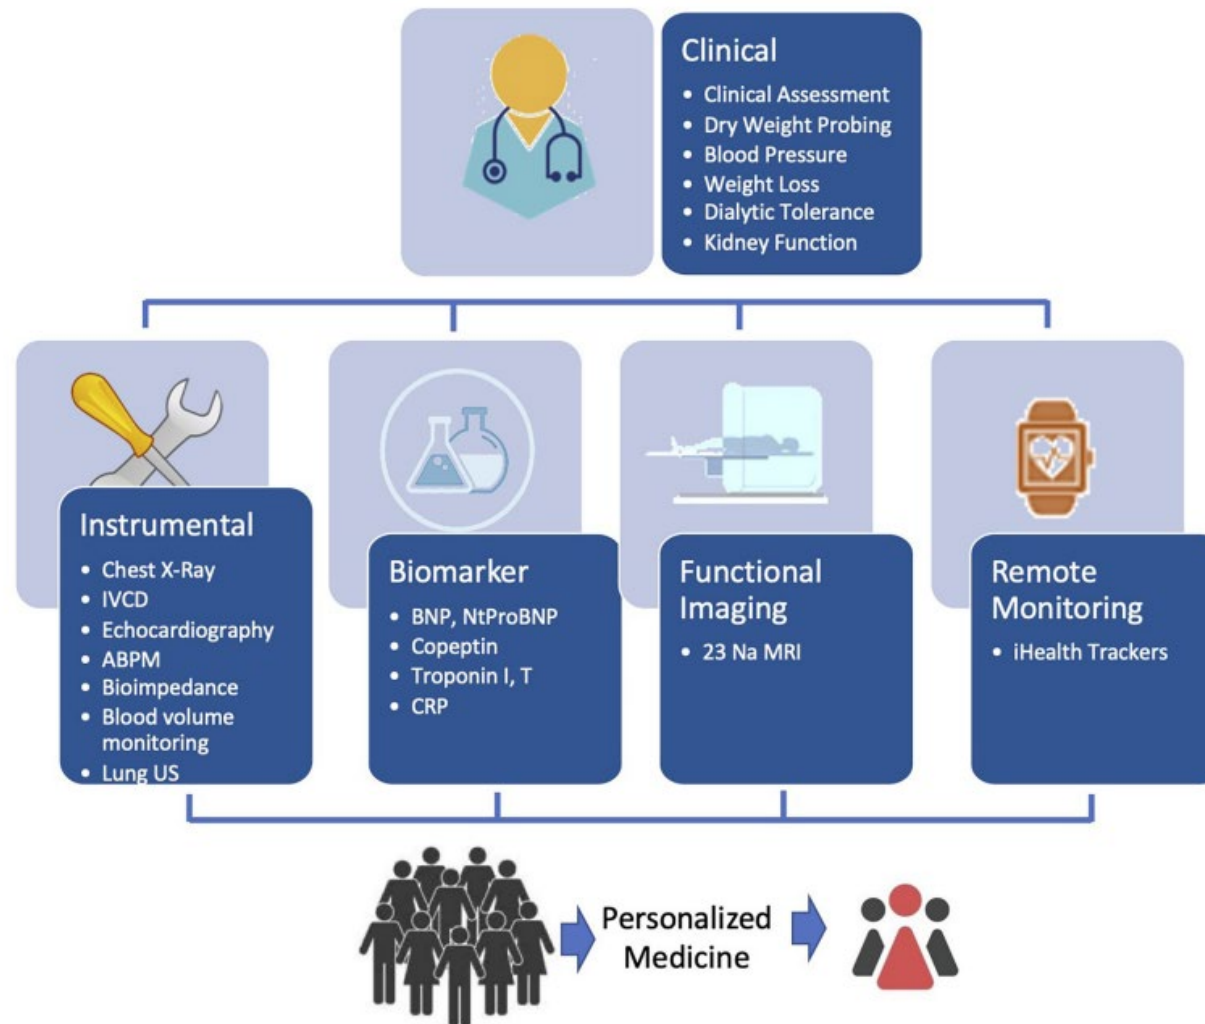 Clinical
• Clinical Assessment
• Dry Weight Probing
• Blood Pressure
• Weight Loss
• Dialytic Tolerance
• Kidney Function
Instrumental
• Chest X-Ray
• IVCD
• Echocardiography
• ABPM
• Bioimpedance
• Blood volume
monitoring
• Lung US
Biomarker
• BNP, NtProBNP
• Copeptin
• Troponin I, T
• CRP
Functional
Imaging
• 23 Na MRI
Remote
Monitoring
• iHealth Trackers
Personalized
Medicine